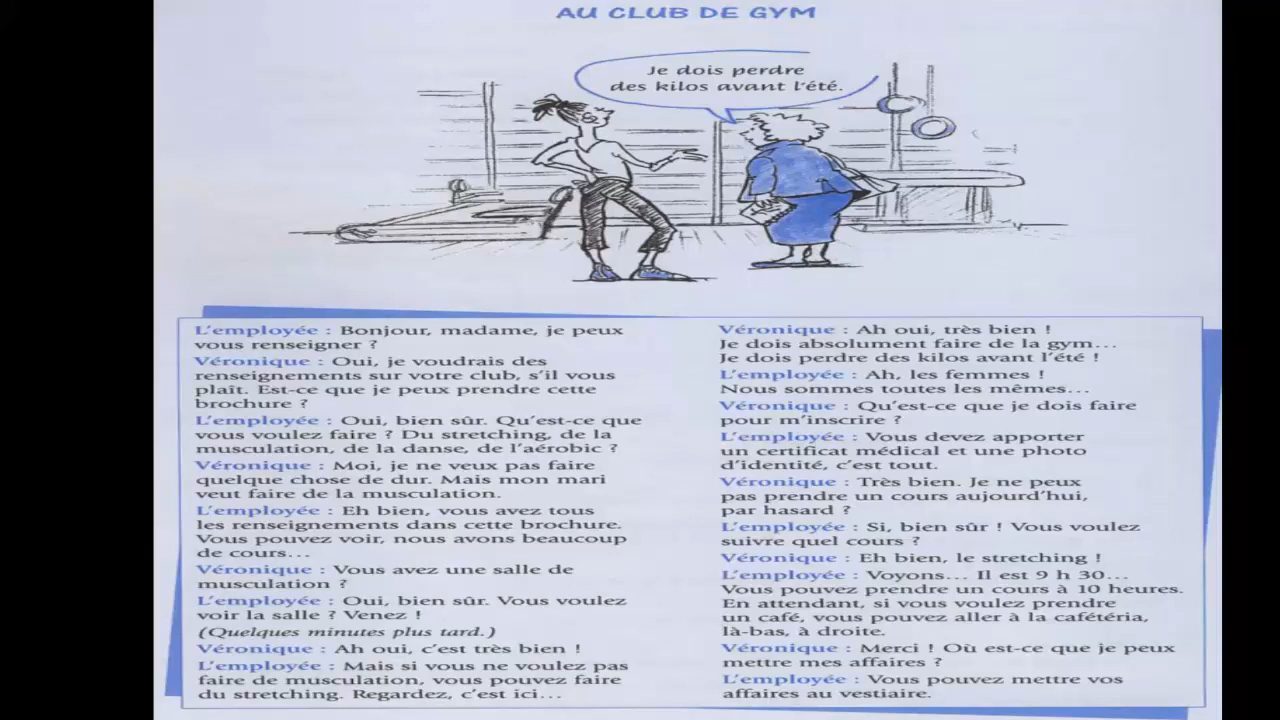 AU CLUB DE GYM
Je dois perdre
des kilos avant l'été.
L'employée : Bonjour, madame, je peux
vous renseigner ?
Véronique : Oui, je voudrais des
renseignements sur votre club, s'il vous
plaît. Est-ce que je peux prendre cette
brochure ?
L'employée : Oui, bien sûr. Qu'est-ce que
vous voulez faire ? Du stretching, de la
musculation, de la danse, de l'aérobic ?
Véronique : Moi, je ne veux pas faire
quelque chose de dur. Mais mon mari
veut faire de la musculation.
L'employée : Eh bien, vous avez tous
les renseignements dans cette brochure.
Vous pouvez voir, nous avons beaucoup
de cours…
Véronique : Vous avez une salle de
musculation ?
L'employée : Oui, bien sûr. Vous voulez
voir la salle ? Venez !
(Quelques minutes plus tard.)
Véronique : Ah oui, c'est très bien !
L'employée : Mais si vous ne voulez pas
faire de musculation, vous pouvez faire
du stretching. Regardez, c'est ici…
Véronique : Ah oui, très bien !
Je dois absolument faire de la gym…
Je dois perdre des kilos avant l'été !
L'employée : Ah, les femmes !
Nous sommes toutes les mêmes…
Véronique : Qu'est-ce que je dois faire
pour m'inscrire ?
L'employée : Vous devez apporter
un certificat médical et une photo
d'identité, c'est tout.
Véronique : Très bien. Je ne peux
pas prendre un cours aujourd'hui,
par hasard ?
L'employée : Si, bien sûr ! Vous voulez
suivre quel cours ?
Véronique : Eh bien, le stretching !
L'employée : Voyons… Il est 9 h 30…
Vous pouvez prendre un cours à 10 heures.
En attendant, si vous voulez prendre
un café, vous pouvez aller à la cafétéria,
là-bas, à droite.
Véronique : Merci ! Où est-ce que je peux
mettre mes affaires ?
L'employée : Vous pouvez mettre vos
affaires au vestiaire.